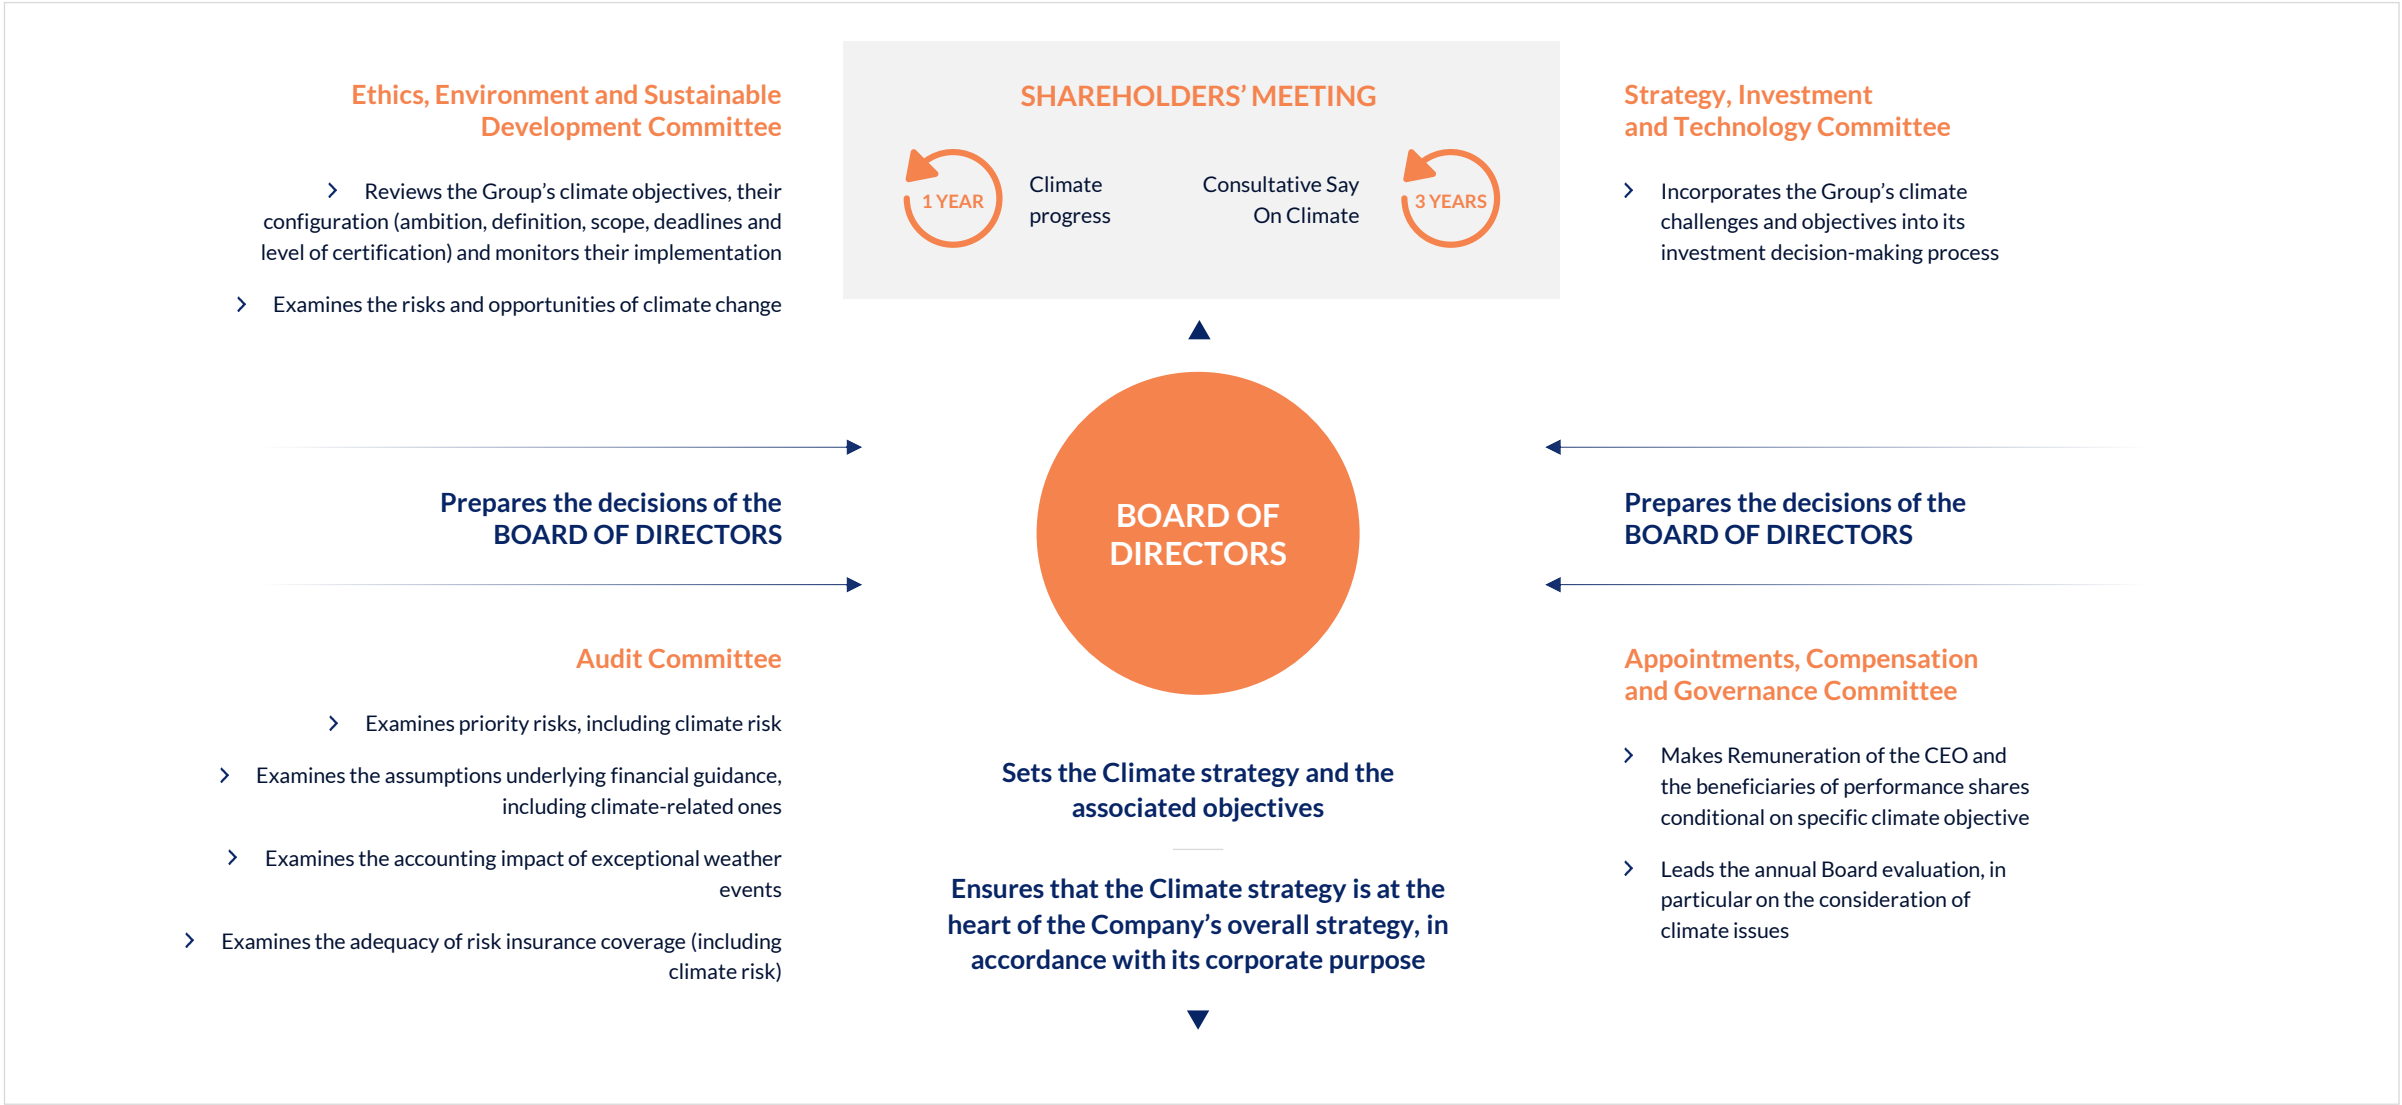 Ethics, Environment and Sustainable
Development Committee
Reviews the Group’s climate objectives, their
configuration (ambition, definition, scope, deadlines and
level of certification) and monitors their implementation
Examines the risks and opportunities of climate change
SHAREHOLDERS’ MEETING
1 YEAR
Climate
progress
Consultative Say
On Climate
3 YEARS
Strategy, Investment
and Technology Committee
Incorporates the Group’s climate
challenges and objectives into its
investment decision-making process
Prepares the decisions of the
BOARD OF DIRECTORS
BOARD OF
DIRECTORS
Prepares the decisions of the
BOARD OF DIRECTORS
Audit Committee
Examines priority risks, including climate risk
Examines the assumptions underlying financial guidance,
including climate-related ones
Examines the accounting impact of exceptional weather
events
Examines the adequacy of risk insurance coverage (including
climate risk)
Sets the Climate strategy and the
associated objectives
Ensures that the Climate strategy is at the
heart of the Company’s overall strategy, in
accordance with its corporate purpose
Appointments, Compensation
and Governance Committee
Makes Remuneration of the CEO and
the beneficiaries of performance shares
conditional on specific climate objective
Leads the annual Board evaluation, in
particular on the consideration of
climate issues